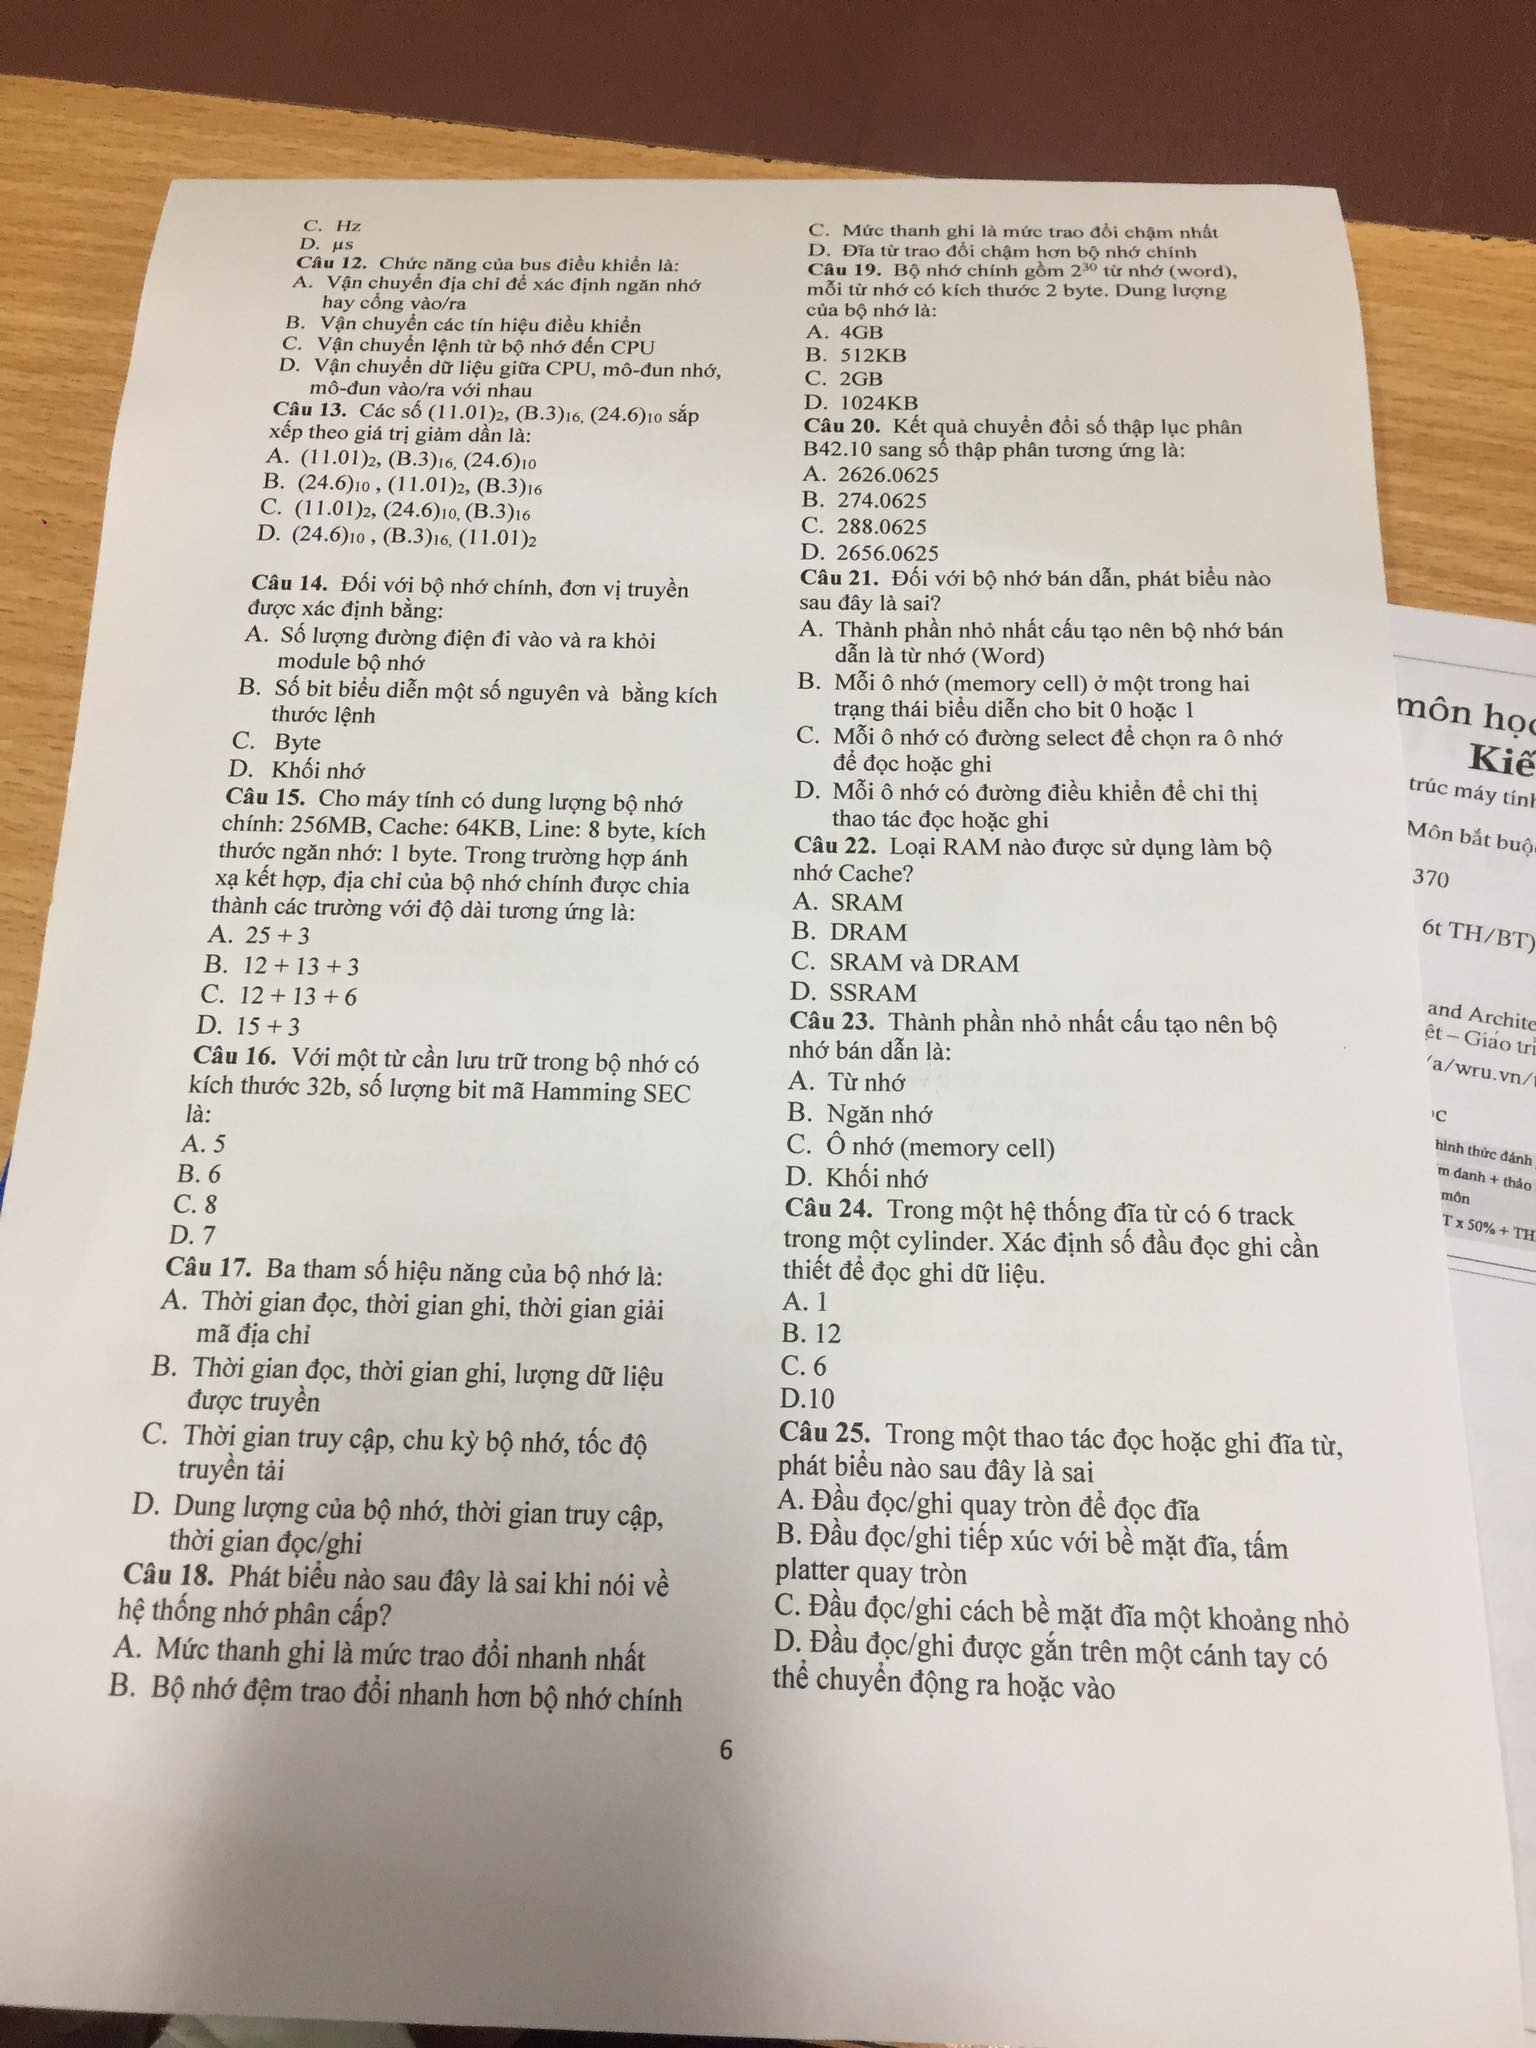 C. Hz
D. μs
Câu 12. Chức năng của bus điều khiển là:
A. Vận chuyển địa chỉ để xác định ngăn nhớ
hay cổng vào/ra
B. Vận chuyển các tín hiệu điều khiển
C. Vận chuyển lệnh từ bộ nhớ đến CPU
D. Vận chuyển dữ liệu giữa CPU, mô-đun nhớ,
mô-đun vào/ra với nhau
Câu 13. Các số (11.01)₂, (B.3)₁₆, (24.6)₁₀ sắp
xếp theo giá trị giảm dần là:
A. (11.01)₂, (B.3)₁₆, (24.6)₁₀
B. (24.6)₁₀ , (11.01)₂, (B.3)₁₆
C. (11.01)₂, (24.6)₁₀, (B.3)₁₆
D. (24.6)₁₀ , (B.3)₁₆, (11.01)₂
Câu 14. Đối với bộ nhớ chính, đơn vị truyền
được xác định bằng:
A. Số lượng đường điện đi vào và ra khỏi
module bộ nhớ
B. Số bit biểu diễn một số nguyên và bằng kích
thước lệnh
C. Byte
D. Khối nhớ
Câu 15. Cho máy tính có dung lượng bộ nhớ
chính: 256MB, Cache: 64KB, Line: 8 byte, kích
thước ngăn nhớ: 1 byte. Trong trường hợp ánh
xạ kết hợp, địa chỉ của bộ nhớ chính được chia
thành các trường với độ dài tương ứng là:
A. 25 + 3
B. 12 + 13 + 3
C. 12 + 13 + 6
D. 15 + 3
Câu 16. Với một từ cần lưu trữ trong bộ nhớ có
kích thước 32b, số lượng bit mã Hamming SEC
là:
A. 5
B. 6
C. 8
D. 7
Câu 17. Ba tham số hiệu năng của bộ nhớ là:
A. Thời gian đọc, thời gian ghi, thời gian giải
mã địa chỉ
B. Thời gian đọc, thời gian ghi, lượng dữ liệu
được truyền
C. Thời gian truy cập, chu kỳ bộ nhớ, tốc độ
truyền tải
D. Dung lượng của bộ nhớ, thời gian truy cập,
thời gian đọc/ghi
Câu 18. Phát biểu nào sau đây là sai khi nói về
hệ thống nhớ phân cấp?
A. Mức thanh ghi là mức trao đổi nhanh nhất
B. Bộ nhớ đệm trao đổi nhanh hơn bộ nhớ chính
C. Mức thanh ghi là mức trao đổi chậm nhất
D. Đĩa từ trao đổi chậm hơn bộ nhớ chính
Câu 19. Bộ nhớ chính gồm 2³⁰ từ nhớ (word),
mỗi từ nhớ có kích thước 2 byte. Dung lượng
của bộ nhớ là:
A. 4GB
B. 512KB
C. 2GB
D. 1024KB
Câu 20. Kết quả chuyển đổi số thập lục phân
B42.10 sang số thập phân tương ứng là:
A. 2626.0625
B. 274.0625
C. 288.0625
D. 2656.0625
Câu 21. Đối với bộ nhớ bán dẫn, phát biểu nào
sau đây là sai?
A. Thành phần nhỏ nhất cấu tạo nên bộ nhớ bán
dẫn là từ nhớ (Word)
B. Mỗi ô nhớ (memory cell) ở một trong hai
trạng thái biểu diễn cho bit 0 hoặc 1
C. Mỗi ô nhớ có đường select để chọn ra ô nhớ
để đọc hoặc ghi
D. Mỗi ô nhớ có đường điều khiển để chỉ thị
thao tác đọc hoặc ghi
Câu 22. Loại RAM nào được sử dụng làm bộ
nhớ Cache?
A. SRAM
B. DRAM
C. SRAM và DRAM
D. SSRAM
Câu 23. Thành phần nhỏ nhất cấu tạo nên bộ
nhớ bán dẫn là:
A. Từ nhớ
B. Ngăn nhớ
C. Ô nhớ (memory cell)
D. Khối nhớ
Câu 24. Trong một hệ thống đĩa từ có 6 track
trong một cylinder. Xác định số đầu đọc ghi cần
thiết để đọc ghi dữ liệu.
A. 1
B. 12
C. 6
D.10
Câu 25. Trong một thao tác đọc hoặc ghi đĩa từ,
phát biểu nào sau đây là sai
A. Đầu đọc/ghi quay tròn để đọc đĩa
B. Đầu đọc/ghi tiếp xúc với bề mặt đĩa, tấm
platter quay tròn
C. Đầu đọc/ghi cách bề mặt đĩa một khoảng nhỏ
D. Đầu đọc/ghi được gắn trên một cánh tay có
thể chuyển động ra hoặc vào
6
môn
trúc máy
Môn bắt
370
6t TH/BT)
and
– Giáo
/a/wru.vn/
hình thức đánh
danh + thảo
môn
T x 50% + TH